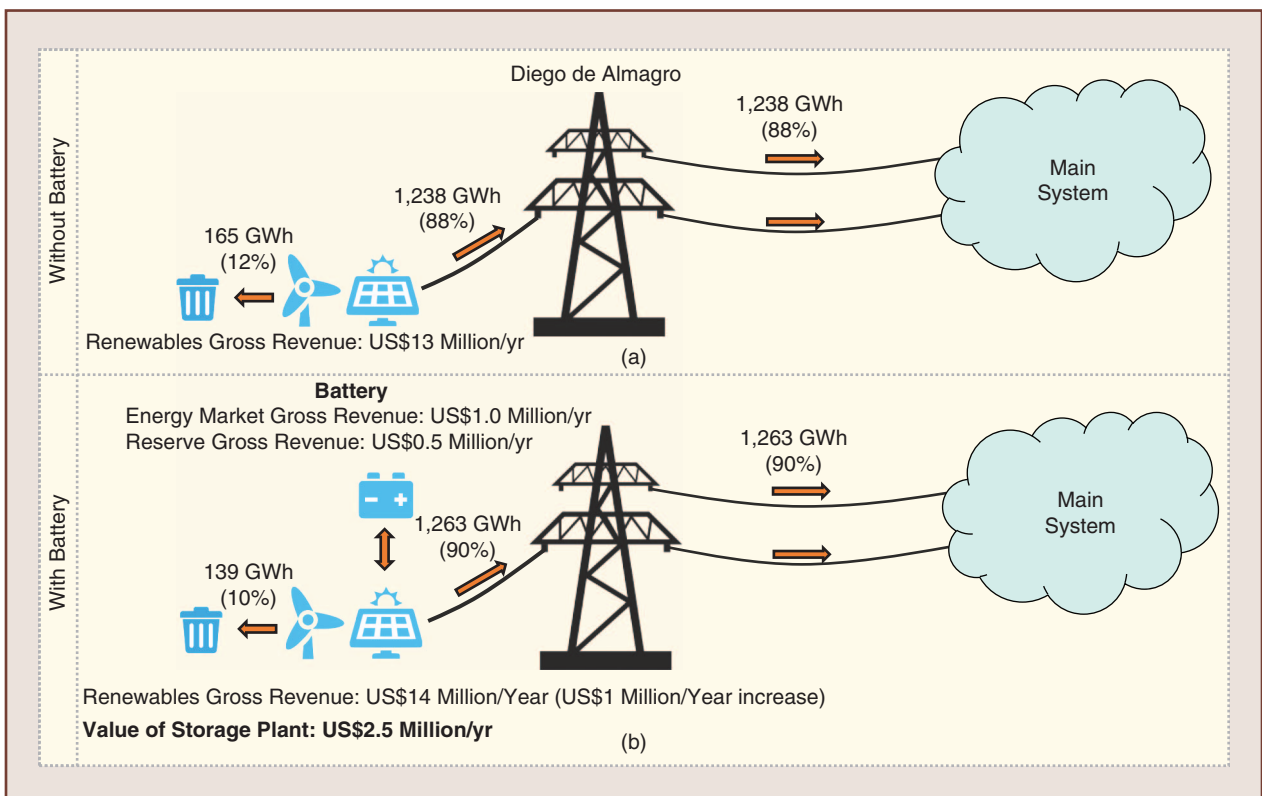 Without Battery
Diego de Almagro
1,238 GWh
(88%)
Main
System
1,238 GWh
(88%)
165 GWh
(12%)
Renewables Gross Revenue: US$13 Million/yr
(a)
With Battery
Battery
Energy Market Gross Revenue: US$1.0 Million/yr
Reserve Gross Revenue: US$0.5 Million/yr
1,263 GWh
(90%)
Main
System
1,263 GWh
(90%)
139 GWh
(10%)
Renewables Gross Revenue: US$14 Million/Year (US$1 Million/Year increase)
Value of Storage Plant: US$2.5 Million/yr
(b)